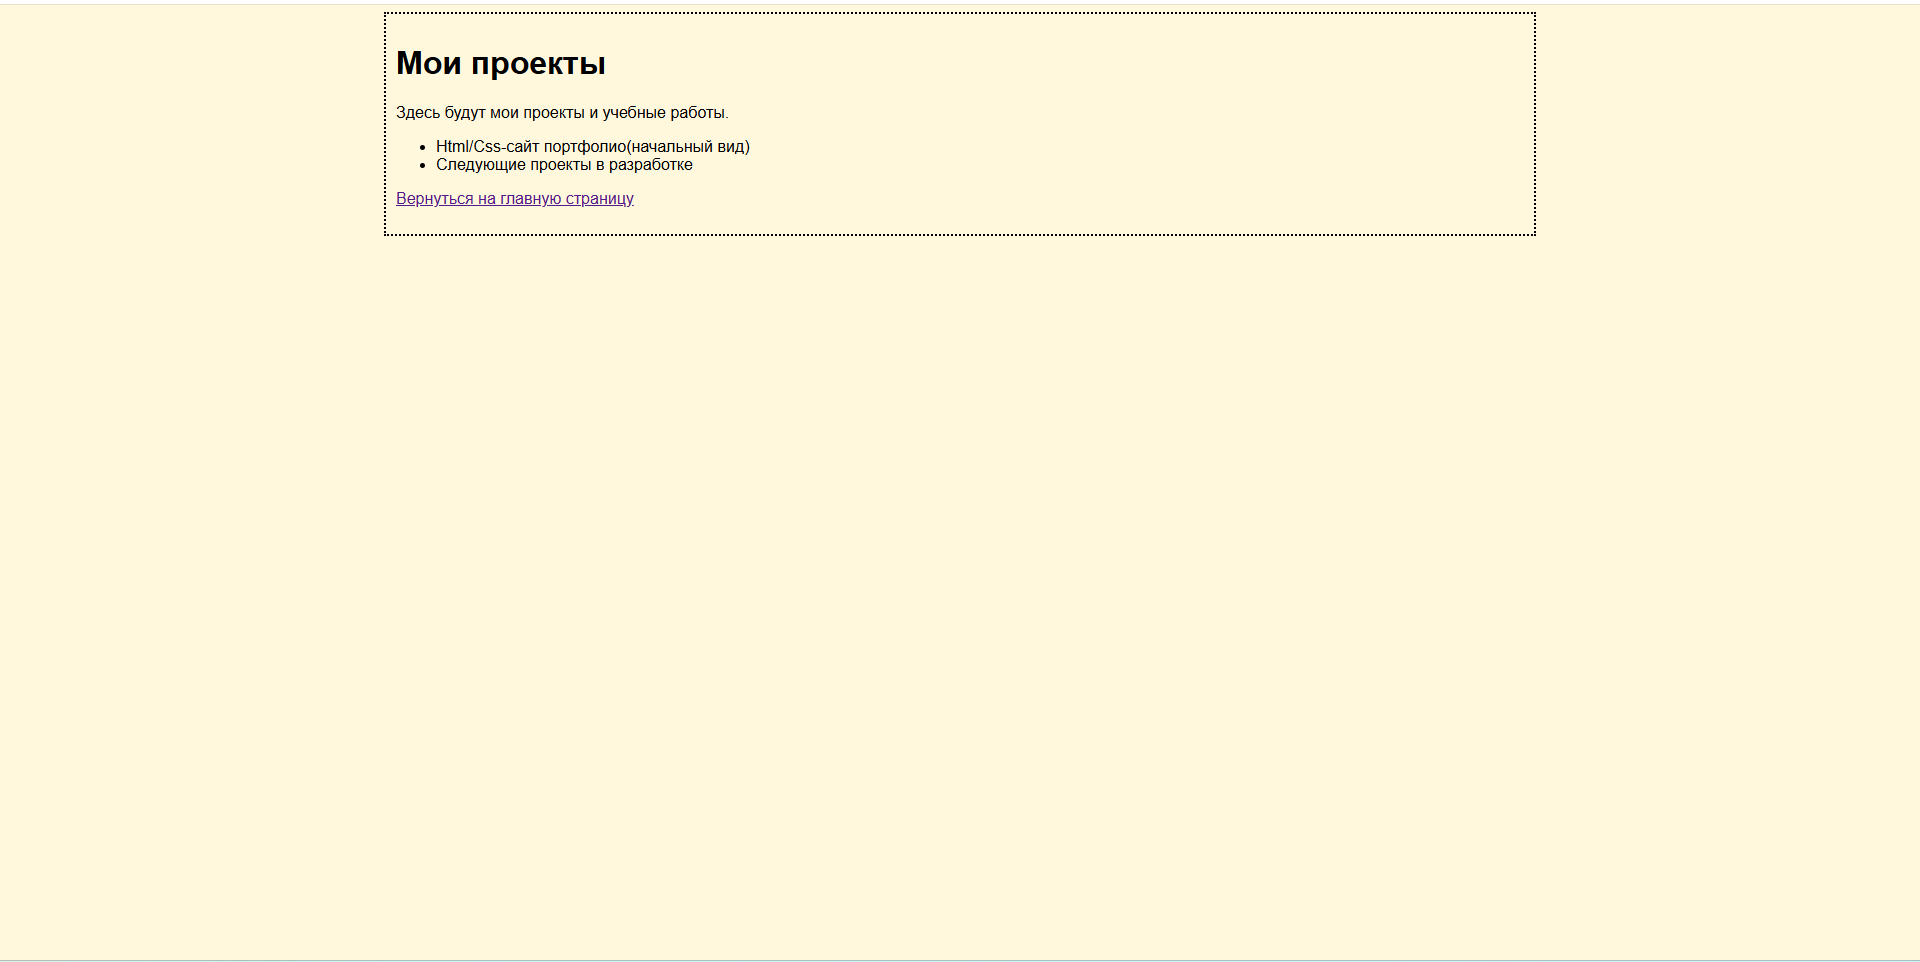 Мои проекты
Здесь будут мои проекты и учебные работы.
Html/Css-сайт портфолио(начальный вид)
Следующие проекты в разработке
Вернуться на главную страницу